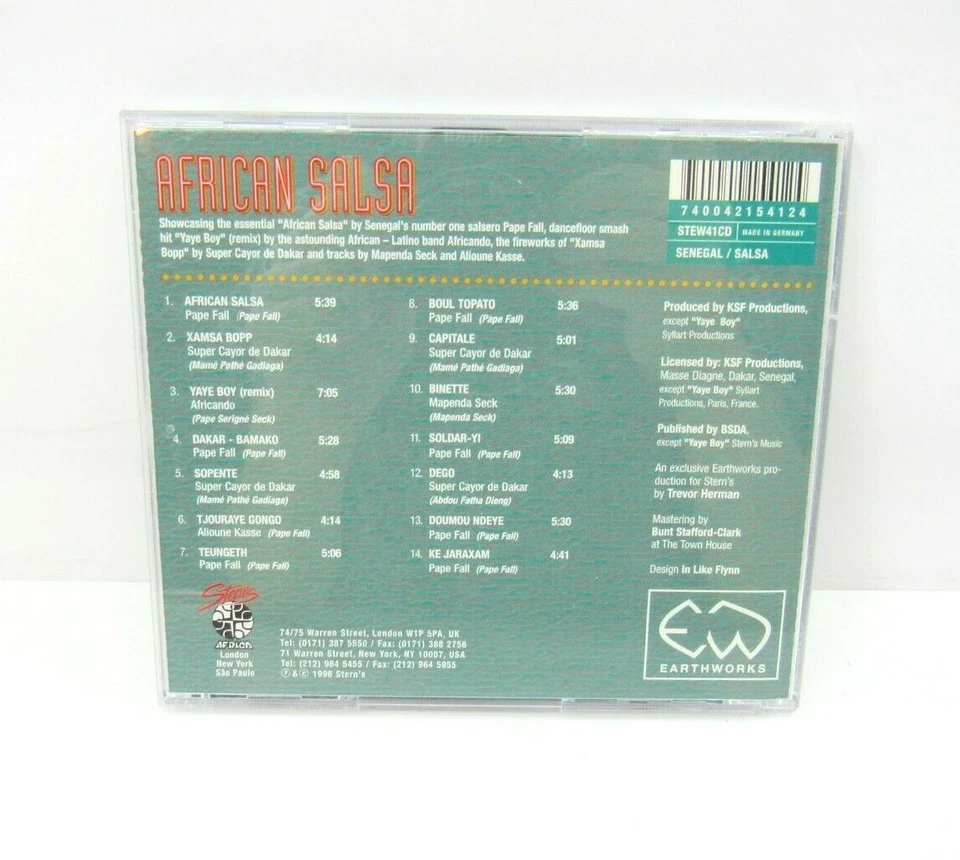 AFRICAN SALSA
Showcasing the essential "African Salsa" by Senegal's number one salsero Pape Fall, dancefloor smash
hit "Yaye Boy" (remix) by the astounding African – Latino band Africando, the fireworks of "Xamsa
Bopp" by Super Cayor de Dakar and tracks by Mapenda Seck and Alioune Kasse.
740042154124
STEW41CD MADE IN GERMANY
SENEGAL / SALSA
1. AFRICAN SALSA 5:39
Pape Fall (Pape Fall)
2. XAMSA BOPP 4:14
Super Cayor de Dakar
(Mamé Pathé Gadiaga)
3. YAYE BOY (remix) 7:05
Africando
(Pape Serigné Seck)
4. DAKAR - BAMAKO 5:28
Pape Fall (Pape Fall)
5. SOPENTE 4:58
Super Cayor de Dakar
(Mamé Pathé Gadiaga)
6. TJOURAYE GONGO 4:14
Alioune Kasse (Pape Fall)
7. TEUNGETH 5:06
Pape Fall (Pape Fall)
8. BOUL TOPATO 5:36
Pape Fall (Pape Fall)
9. CAPITALE 5:01
Super Cayor de Dakar
(Mamé Pathé Gadiaga)
10. BINETTE 5:30
Mapenda Seck
(Mapenda Seck)
11. SOLDAR-YI 5:09
Pape Fall (Pape Fall)
12. DEGO 4:13
Super Cayor de Dakar
(Abdou Fatha Dieng)
13. DOUMOU NDEYE 5:30
Pape Fall (Pape Fall)
14. KE JARAXAM 4:41
Pape Fall (Pape Fall)
Produced by KSF Productions,
except "Yaye Boy"
Syllart Productions
Licensed by: KSF Productions,
Masse Diagne, Dakar, Senegal,
except "Yaye Boy" Syllart
Productions, Paris, France.
Published by BSDA,
except "Yaye Boy" Stern's Music
An exclusive Earthworks pro-
duction for Stern's
by Trevor Herman
Mastering by
Bunt Stafford-Clark
at The Town House
Design In Like Flynn
Sterns
AFRICA
London
New York
São Paulo
74/75 Warren Street, London W1P 5PA, UK
Tel: (0171) 387 5550 / Fax: (0171) 388 2756
71 Warren Street, New York, NY 10007, USA
Tel: (212) 964 5455 / Fax: (212) 964 5955
℗ & © 1998 Stern's
EW
EARTHWORKS